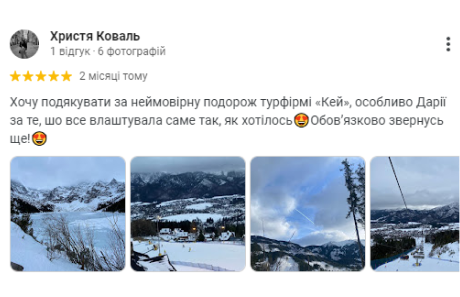 Христя Коваль
1 відгук · 6 фотографій
2 місяці тому
Хочу подякувати за неймовірну подорож турфірмі «Кей», особливо Дарії
за те, шо все влаштувала саме так, як хотілось🤩Обов'язково звернусь
ще!🤩